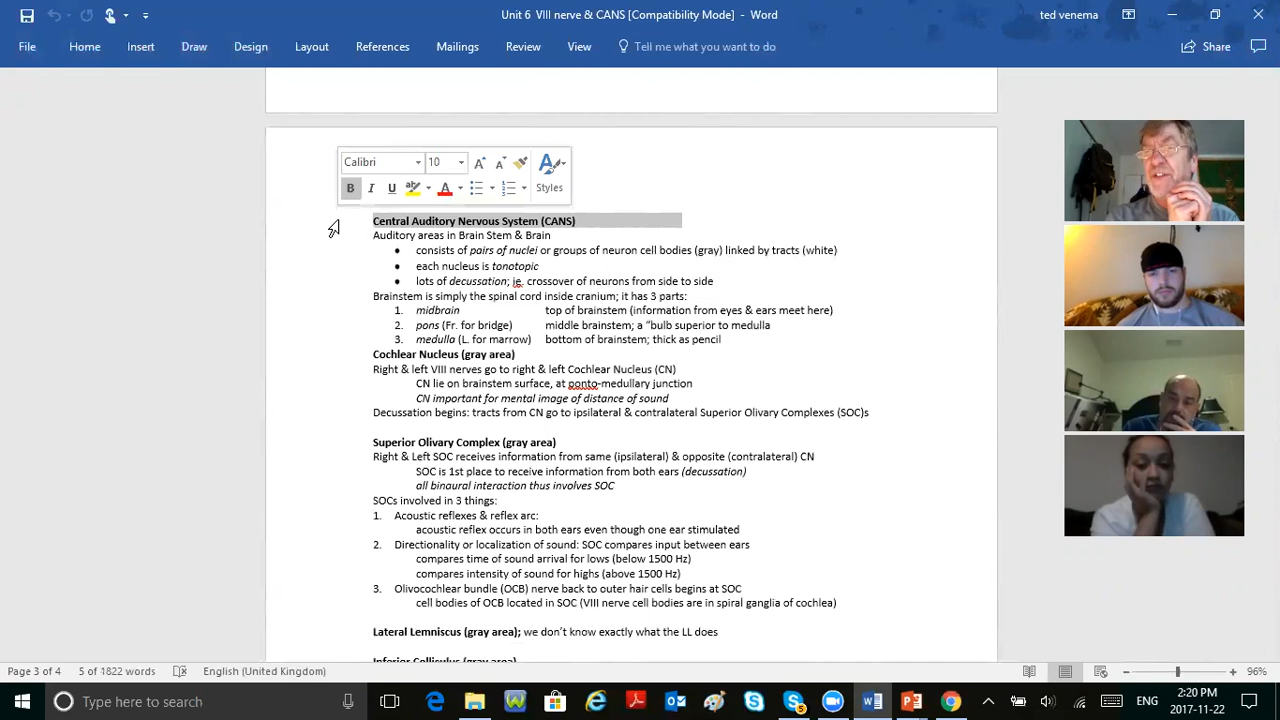 Unit 6 VIII nerve & CANS [Compatibility Mode] - Word
ted venema
File Home Insert Draw Design Layout References Mailings Review View Tell me what you want to do Share
Calibri 10
Styles
Central Auditory Nervous System (CANS)
Auditory areas in Brain Stem & Brain
• consists of pairs of nuclei or groups of neuron cell bodies (gray) linked by tracts (white)
• each nucleus is tonotopic
• lots of decussation; ie. crossover of neurons from side to side
Brainstem is simply the spinal cord inside cranium; it has 3 parts:
1. midbrain top of brainstem (information from eyes & ears meet here)
2. pons (Fr. for bridge) middle brainstem; a “bulb superior to medulla
3. medulla (L. for marrow) bottom of brainstem; thick as pencil
Cochlear Nucleus (gray area)
Right & left VIII nerves go to right & left Cochlear Nucleus (CN)
CN lie on brainstem surface, at ponto-medullary junction
CN important for mental image of distance of sound
Decussation begins: tracts from CN go to ipsilateral & contralateral Superior Olivary Complexes (SOC)s
Superior Olivary Complex (gray area)
Right & Left SOC receives information from same (ipsilateral) & opposite (contralateral) CN
SOC is 1st place to receive information from both ears (decussation)
all binaural interaction thus involves SOC
SOCs involved in 3 things:
1. Acoustic reflexes & reflex arc:
acoustic reflex occurs in both ears even though one ear stimulated
2. Directionality or localization of sound: SOC compares input between ears
compares time of sound arrival for lows (below 1500 Hz)
compares intensity of sound for highs (above 1500 Hz)
3. Olivocochlear bundle (OCB) nerve back to outer hair cells begins at SOC
cell bodies of OCB located in SOC (VIII nerve cell bodies are in spiral ganglia of cochlea)
Lateral Lemniscus (gray area); we don’t know exactly what the LL does
Inferior Colliculus (gray area)
Page 3 of 4 5 of 1822 words English (United Kingdom) 96%
Type here to search ENG 2:20 PM
2017-11-22